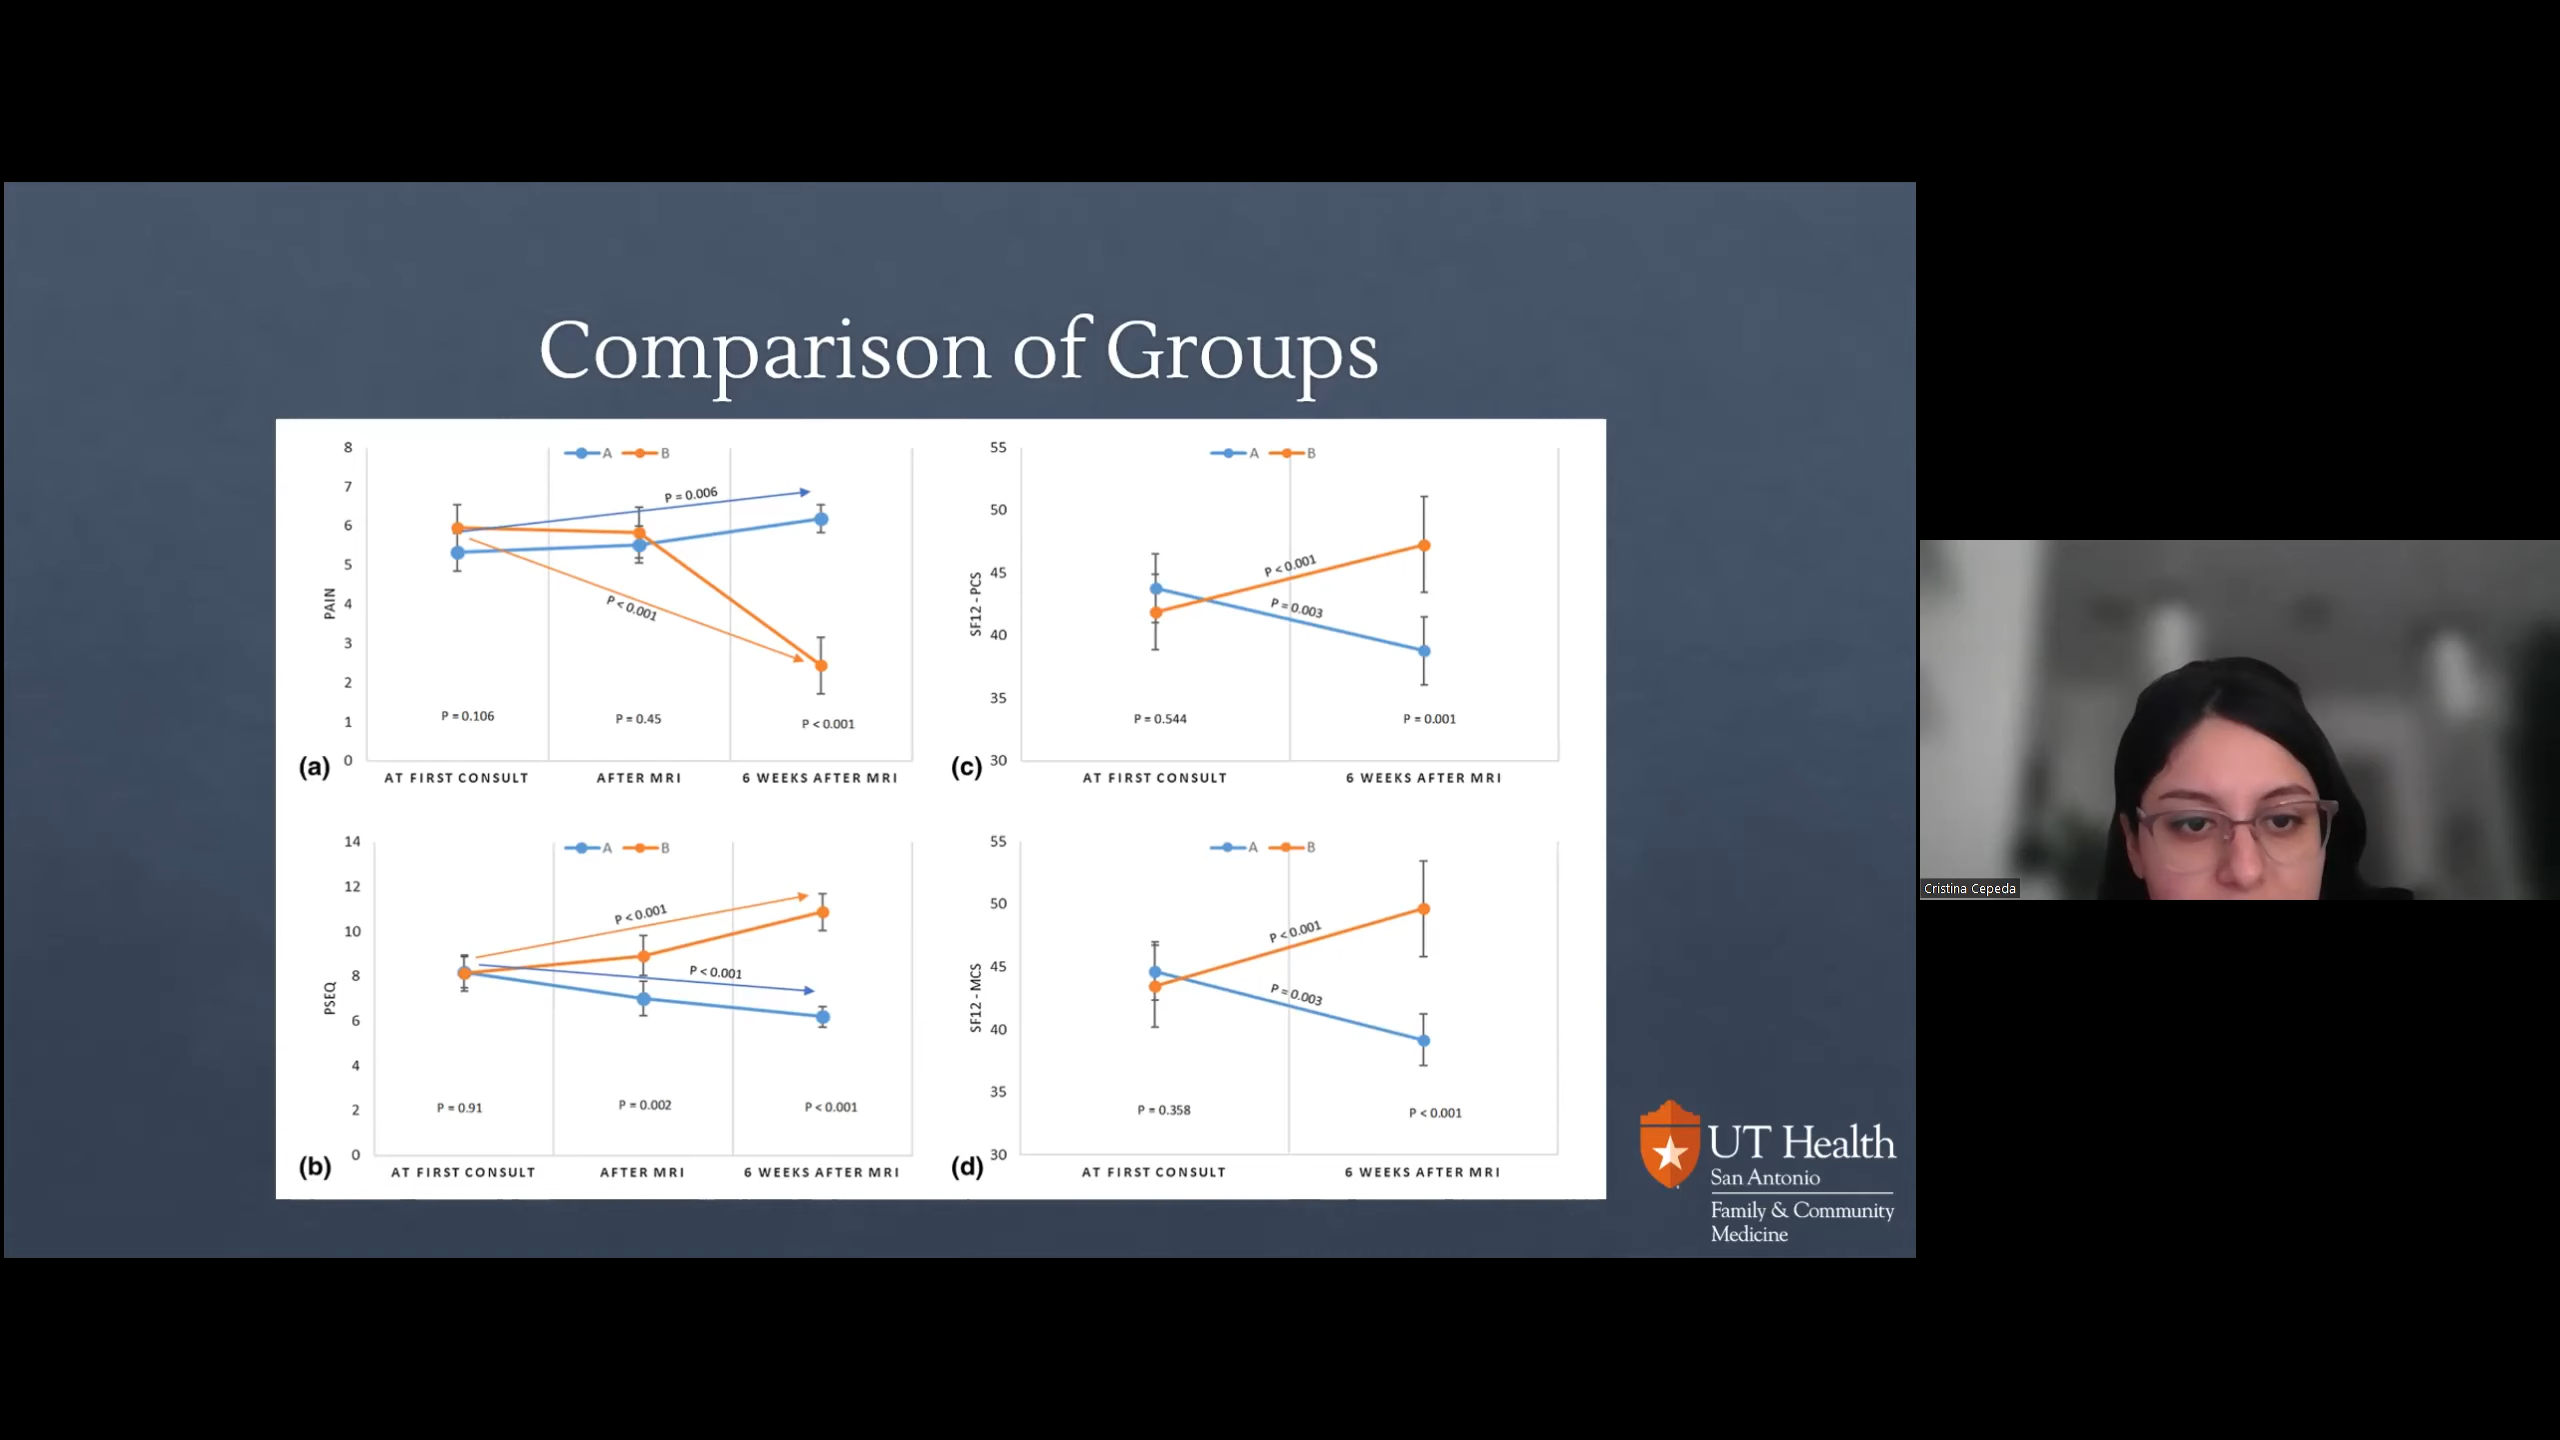 Comparison of Groups
A B
8
7
6
5
4
3
2
1
0
PAIN
P = 0.006
P < 0.001
P = 0.106
P = 0.45
P < 0.001
(a)
AT FIRST CONSULT AFTER MRI 6 WEEKS AFTER MRI
A B
55
50
45
40
35
30
SF12 - PCS
P < 0.001
P = 0.003
P = 0.544
P = 0.001
(c)
AT FIRST CONSULT 6 WEEKS AFTER MRI
A B
14
12
10
8
6
4
2
0
PSEQ
P < 0.001
P < 0.001
P = 0.91
P = 0.002
P < 0.001
(b)
AT FIRST CONSULT AFTER MRI 6 WEEKS AFTER MRI
A B
55
50
45
40
35
30
SF12 - MCS
P < 0.001
P = 0.003
P = 0.358
P < 0.001
(d)
AT FIRST CONSULT 6 WEEKS AFTER MRI
UT Health
San Antonio
Family & Community
Medicine
Cristina Cepeda